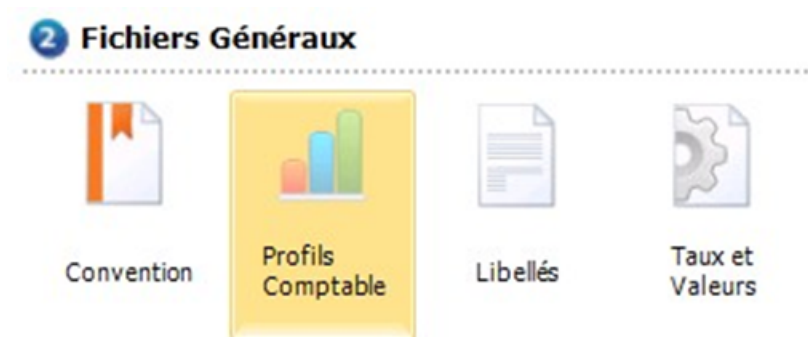 2 Fichiers Généraux
Convention
Profils
Comptable
Libellés
Taux et
Valeurs